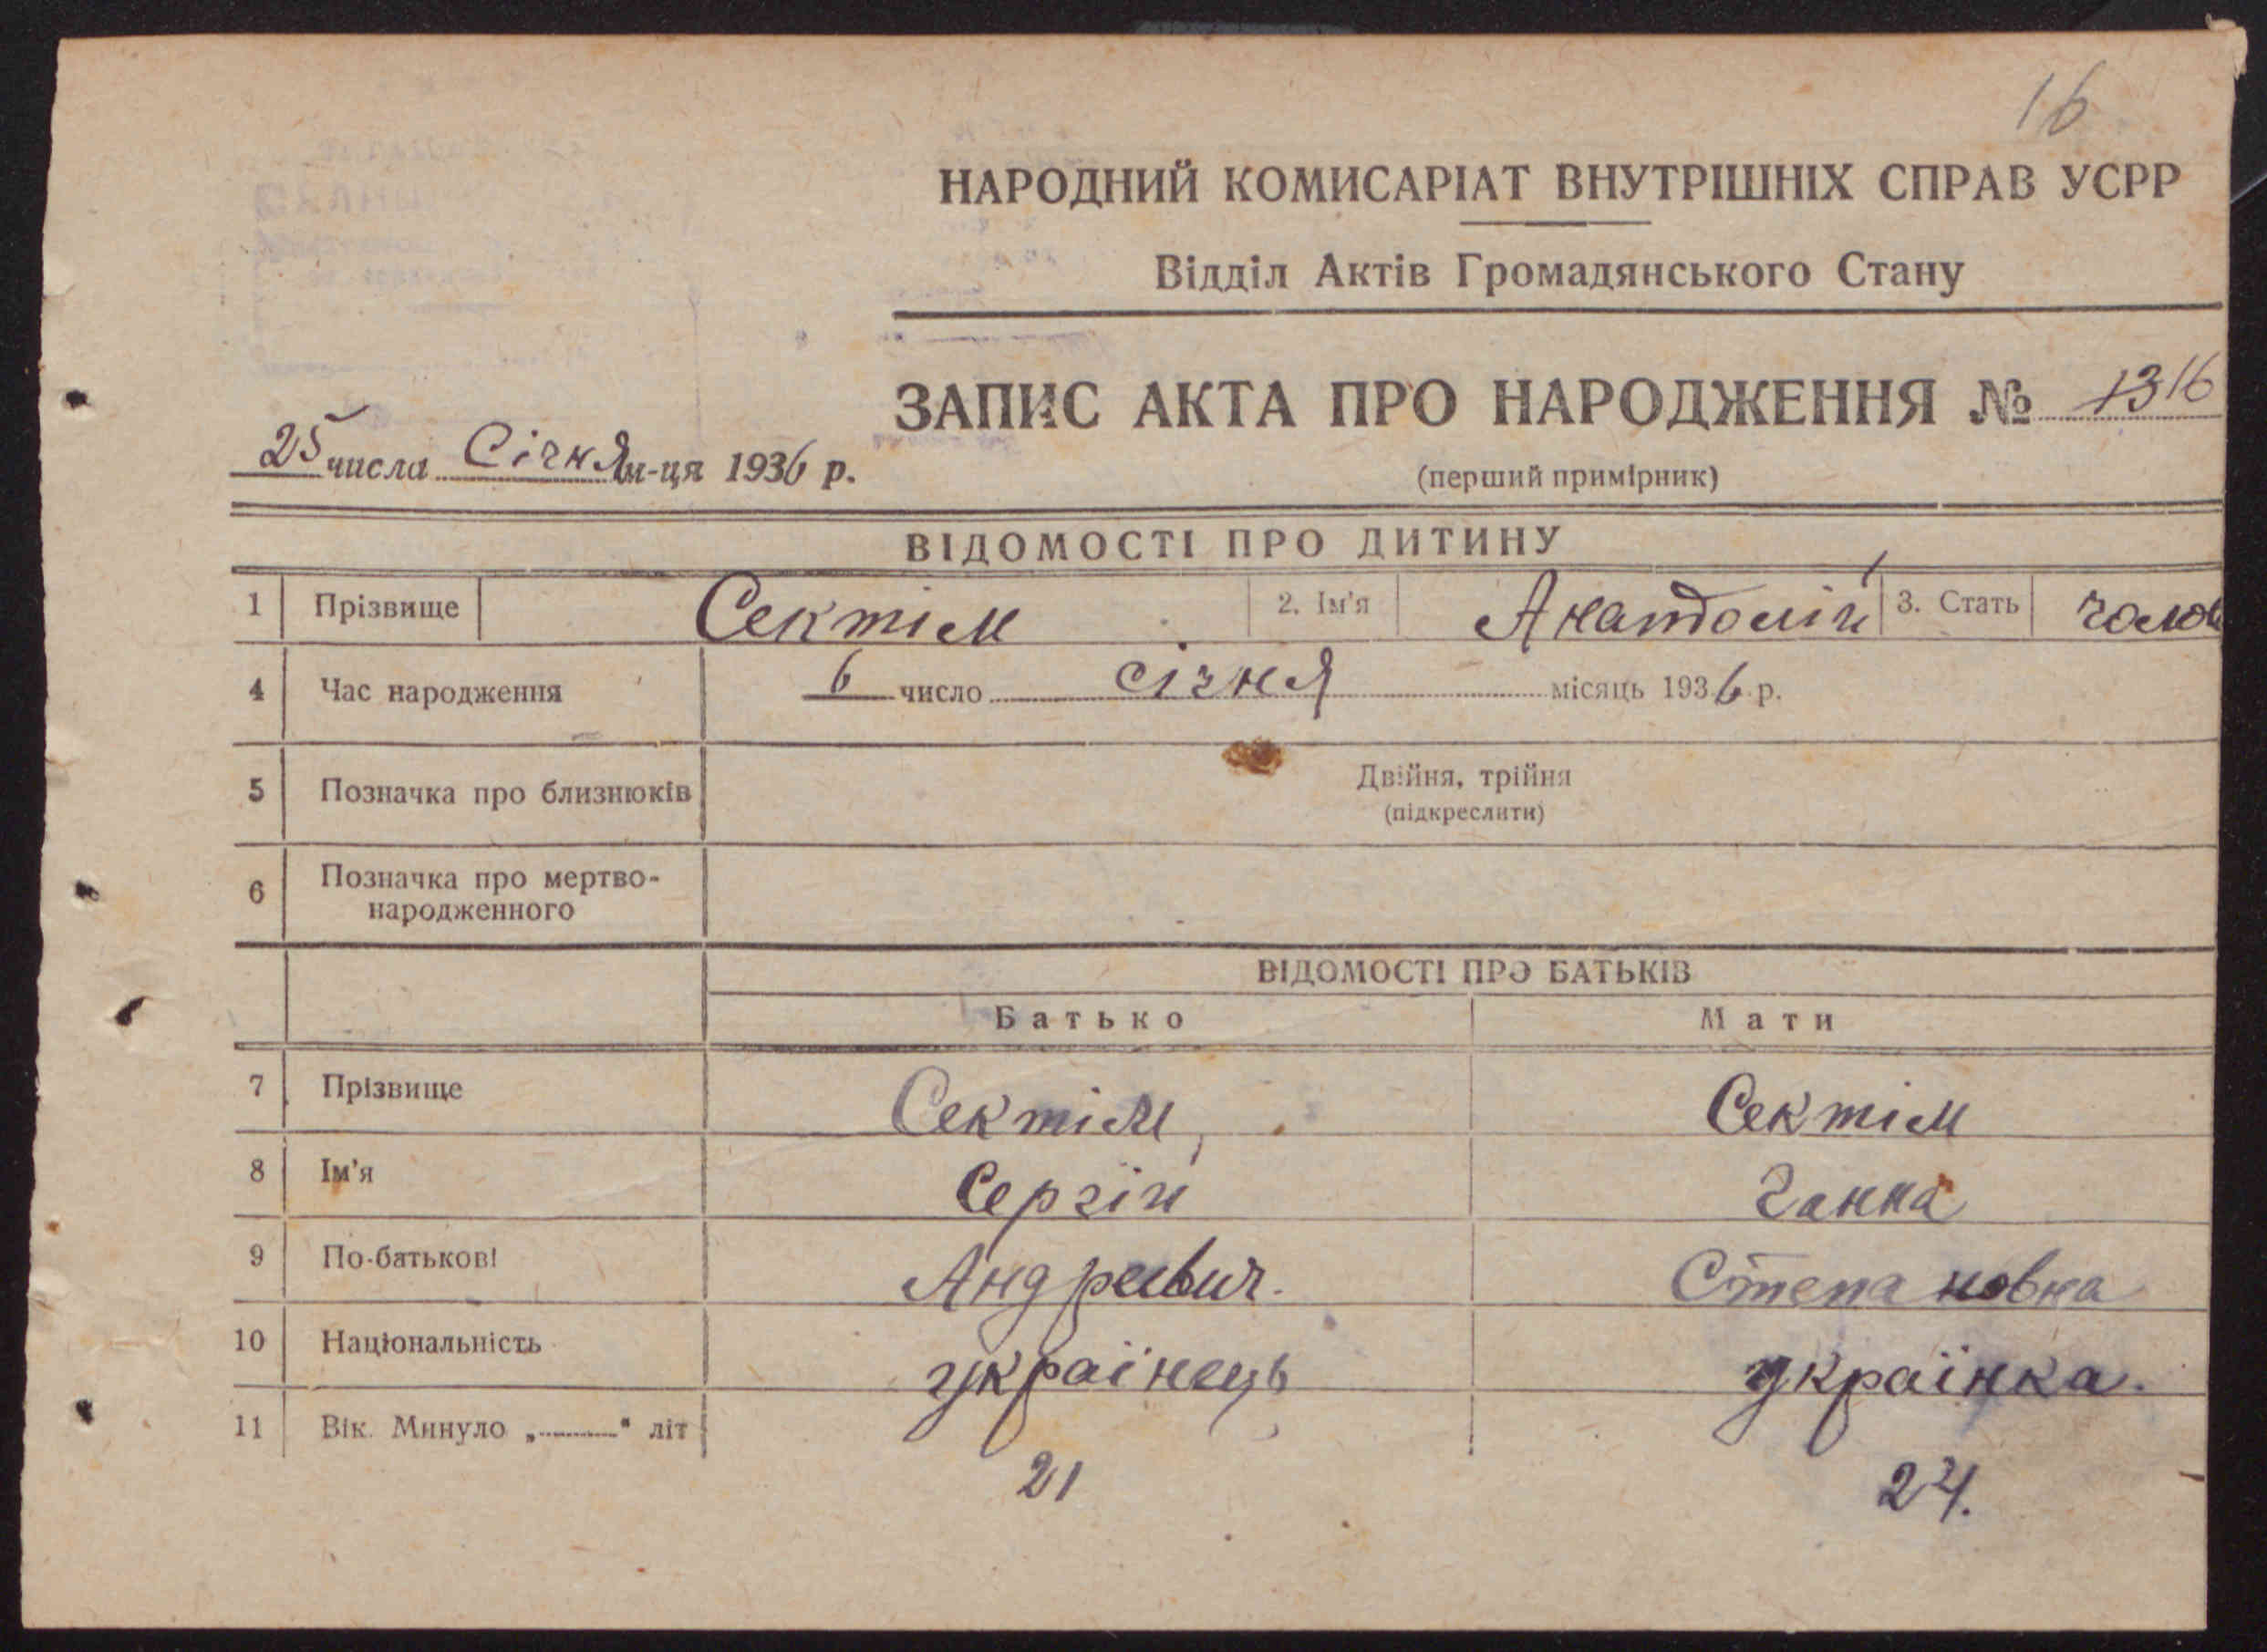 16
НАРОДНИЙ КОМИСАРІАТ ВНУТРІШНІХ СПРАВ УСРР
Відділ Актів Громадянського Стану
ЗАПИС АКТА ПРО НАРОДЖЕННЯ №
25 числа Січня м-ця 1936 р.
(перший примірник)
ВІДОМОСТІ ПРО ДИТИНУ
1 Прізвище Сектім 2. Ім'я Анатолій 3. Стать чолов
4 Час народження 6 число січня місяць 1936 р.
5 Позначка про близнюків Двійня, трійня
(підкреслити)
6 Позначка про мертво-
народженного
ВІДОМОСТІ ПРО БАТЬКІВ
Батько Мати
7 Прізвище Сектім Сектім
8 Ім'я Сергій Ганна
9 По-батькові Андреевич. Степановна
10 Національність українець українка.
11 Вік. Минуло „ “ літ
21 24.